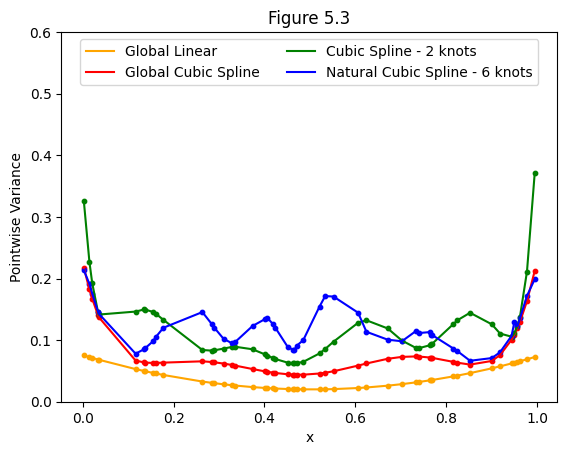 Figure 5.3
Global Linear
Global Cubic Spline
Cubic Spline - 2 knots
Natural Cubic Spline - 6 knots
Pointwise Variance
0.6
0.5
0.4
0.3
0.2
0.1
0.0
0.0 0.2 0.4 0.6 0.8 1.0
x